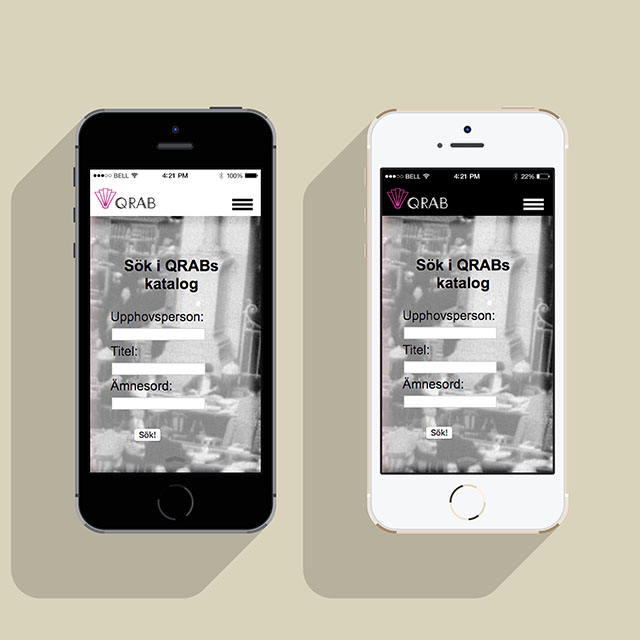 BELL 4:21 PM 100%
QRAB
Sök i QRABs
katalog
Upphovsperson:
Titel:
Ämnesord:
Sök!
BELL 4:21 PM 22%
QRAB
Sök i QRABs
katalog
Upphovsperson:
Titel:
Ämnesord:
Sök!